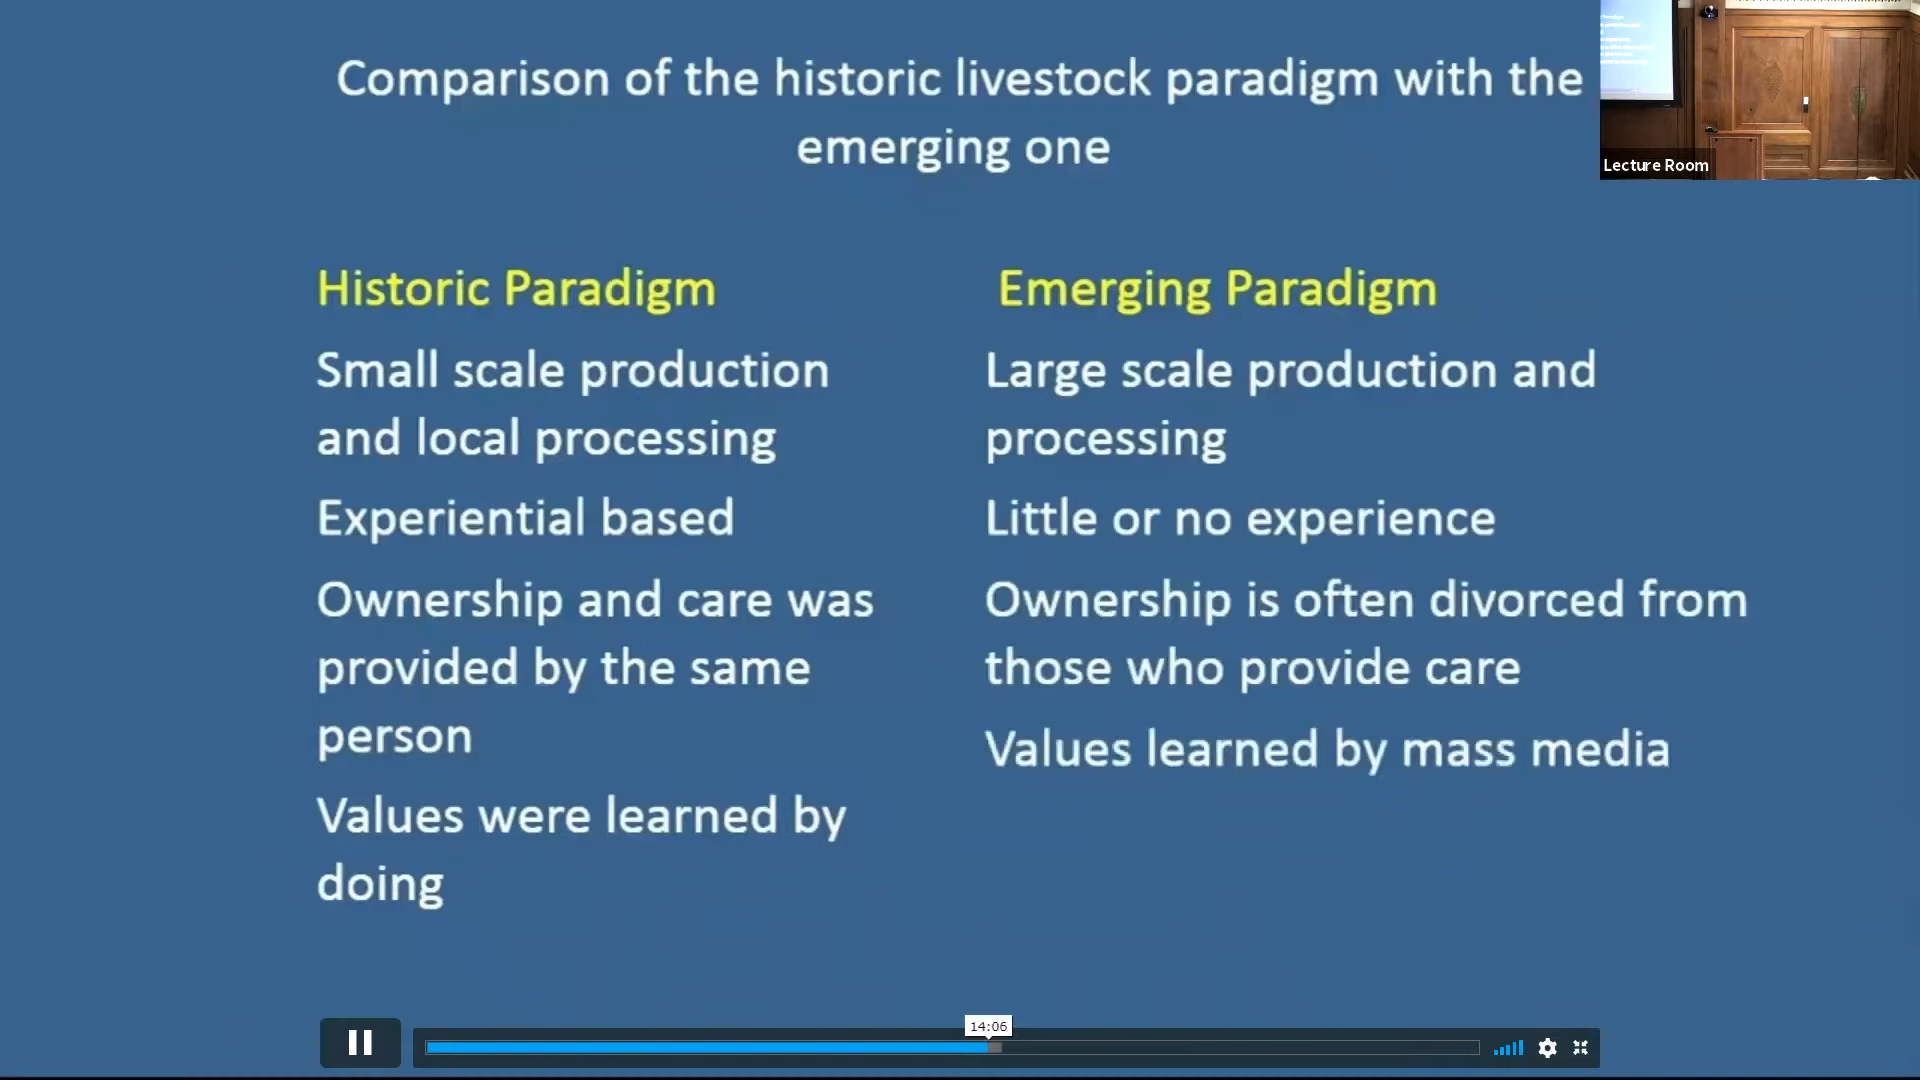 Comparison of the historic livestock paradigm with the
emerging one
Lecture Room
Historic Paradigm
Small scale production
and local processing
Experiential based
Ownership and care was
provided by the same
person
Values were learned by
doing
Emerging Paradigm
Large scale production and
processing
Little or no experience
Ownership is often divorced from
those who provide care
Values learned by mass media
14:06